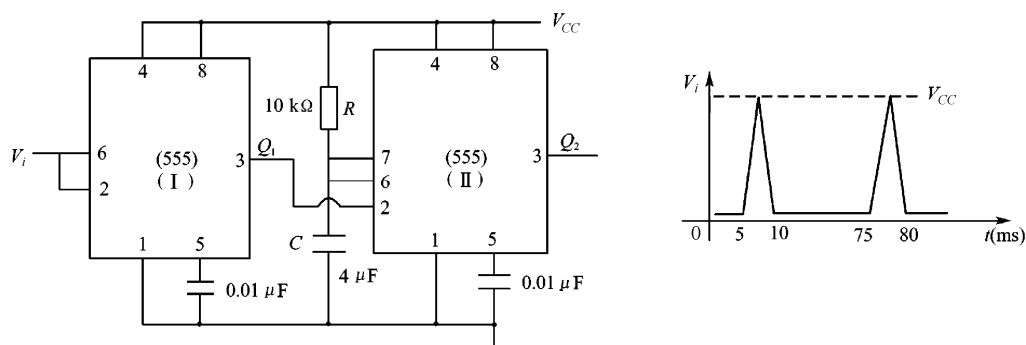 V_CC
4 8 4 8
10 kΩ R
V_i 6 2 (555) (Ⅰ) 3 Q_1
7 6 2 (555) (Ⅱ) 3 Q_2
1 5 C 1 5
0.01 μF 4 μF 0.01 μF
V_i V_CC
0 5 10 75 80 t(ms)